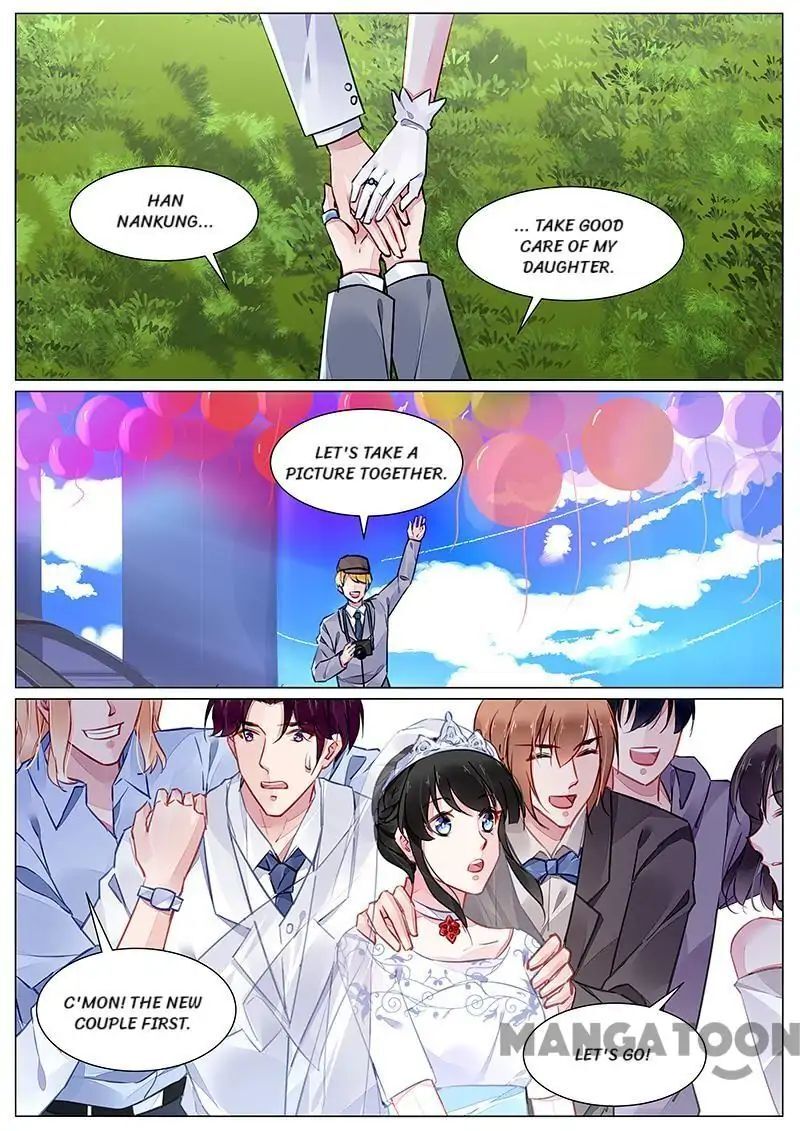 HAN
NANKUNG...
... TAKE GOOD
CARE OF MY
DAUGHTER.
LET'S TAKE A
PICTURE TOGETHER.
C'MON! THE NEW
COUPLE FIRST.
LET'S GO!
MANGATOON